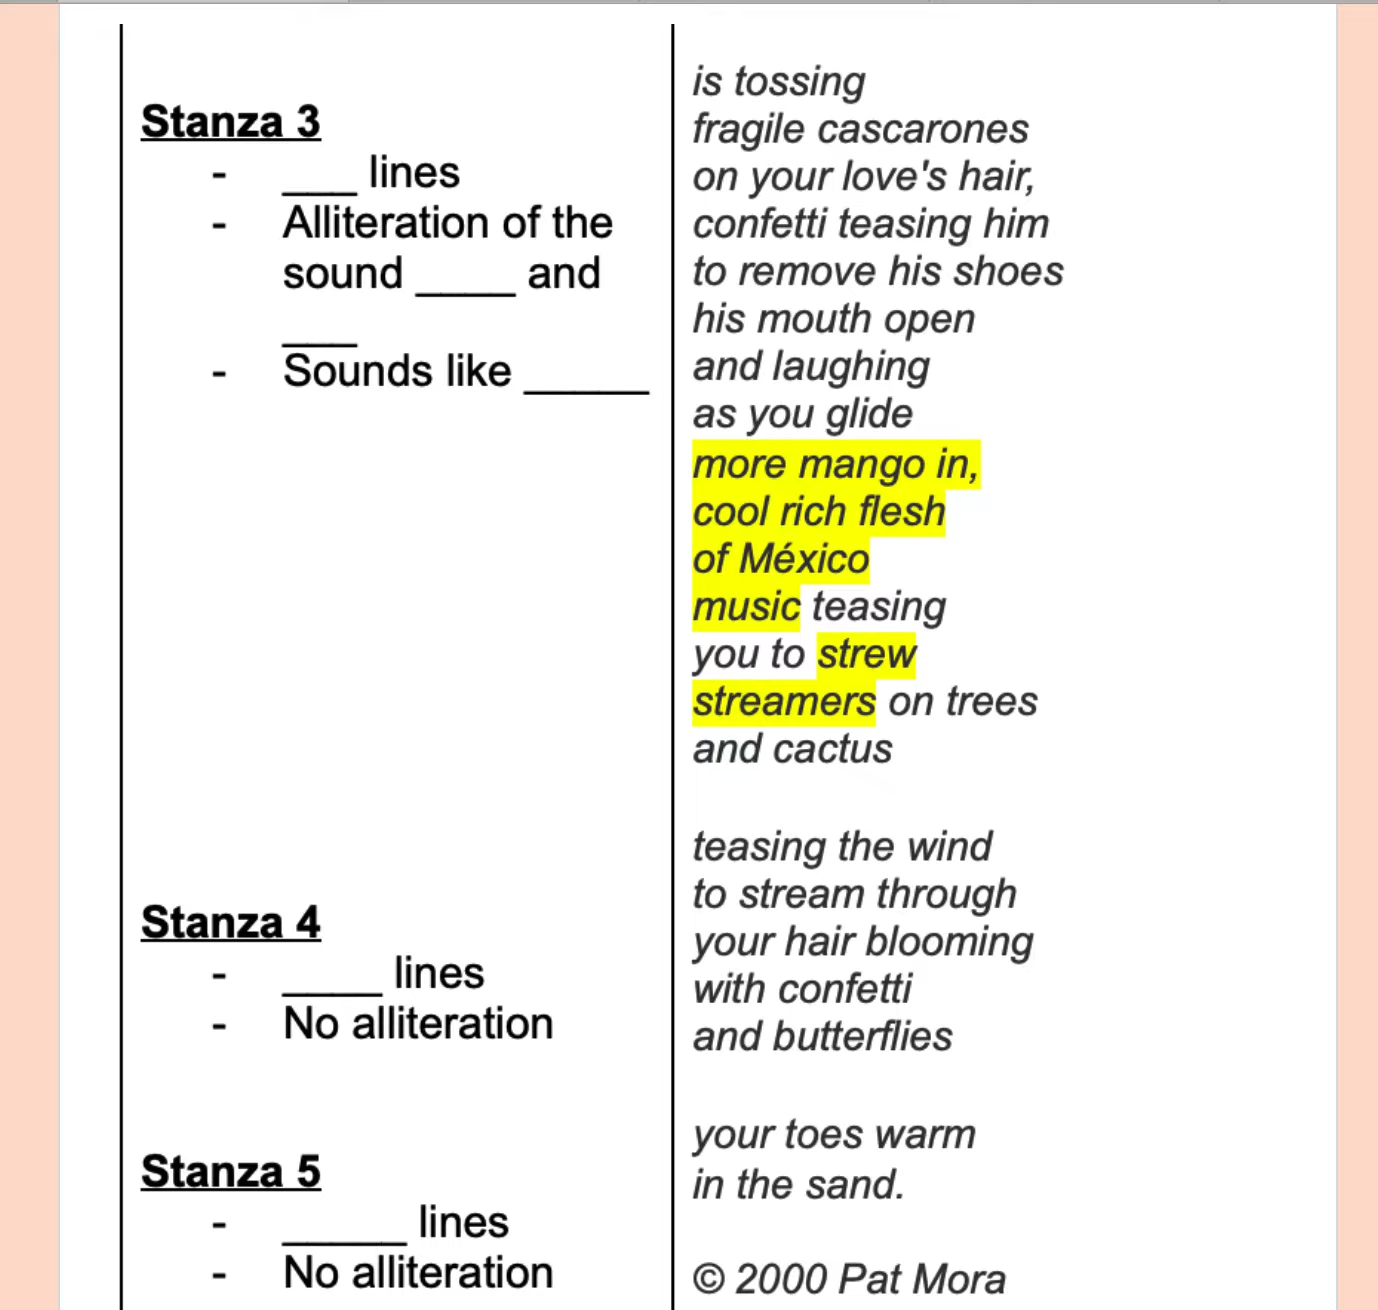 Stanza 3
- ___ lines
- Alliteration of the
sound ____ and
___
- Sounds like _____
Stanza 4
- ____ lines
- No alliteration
Stanza 5
- _____ lines
- No alliteration
is tossing
fragile cascarones
on your love's hair,
confetti teasing him
to remove his shoes
his mouth open
and laughing
as you glide
more mango in,
cool rich flesh
of México
music teasing
you to strew
streamers on trees
and cactus
teasing the wind
to stream through
your hair blooming
with confetti
and butterflies
your toes warm
in the sand.
© 2000 Pat Mora